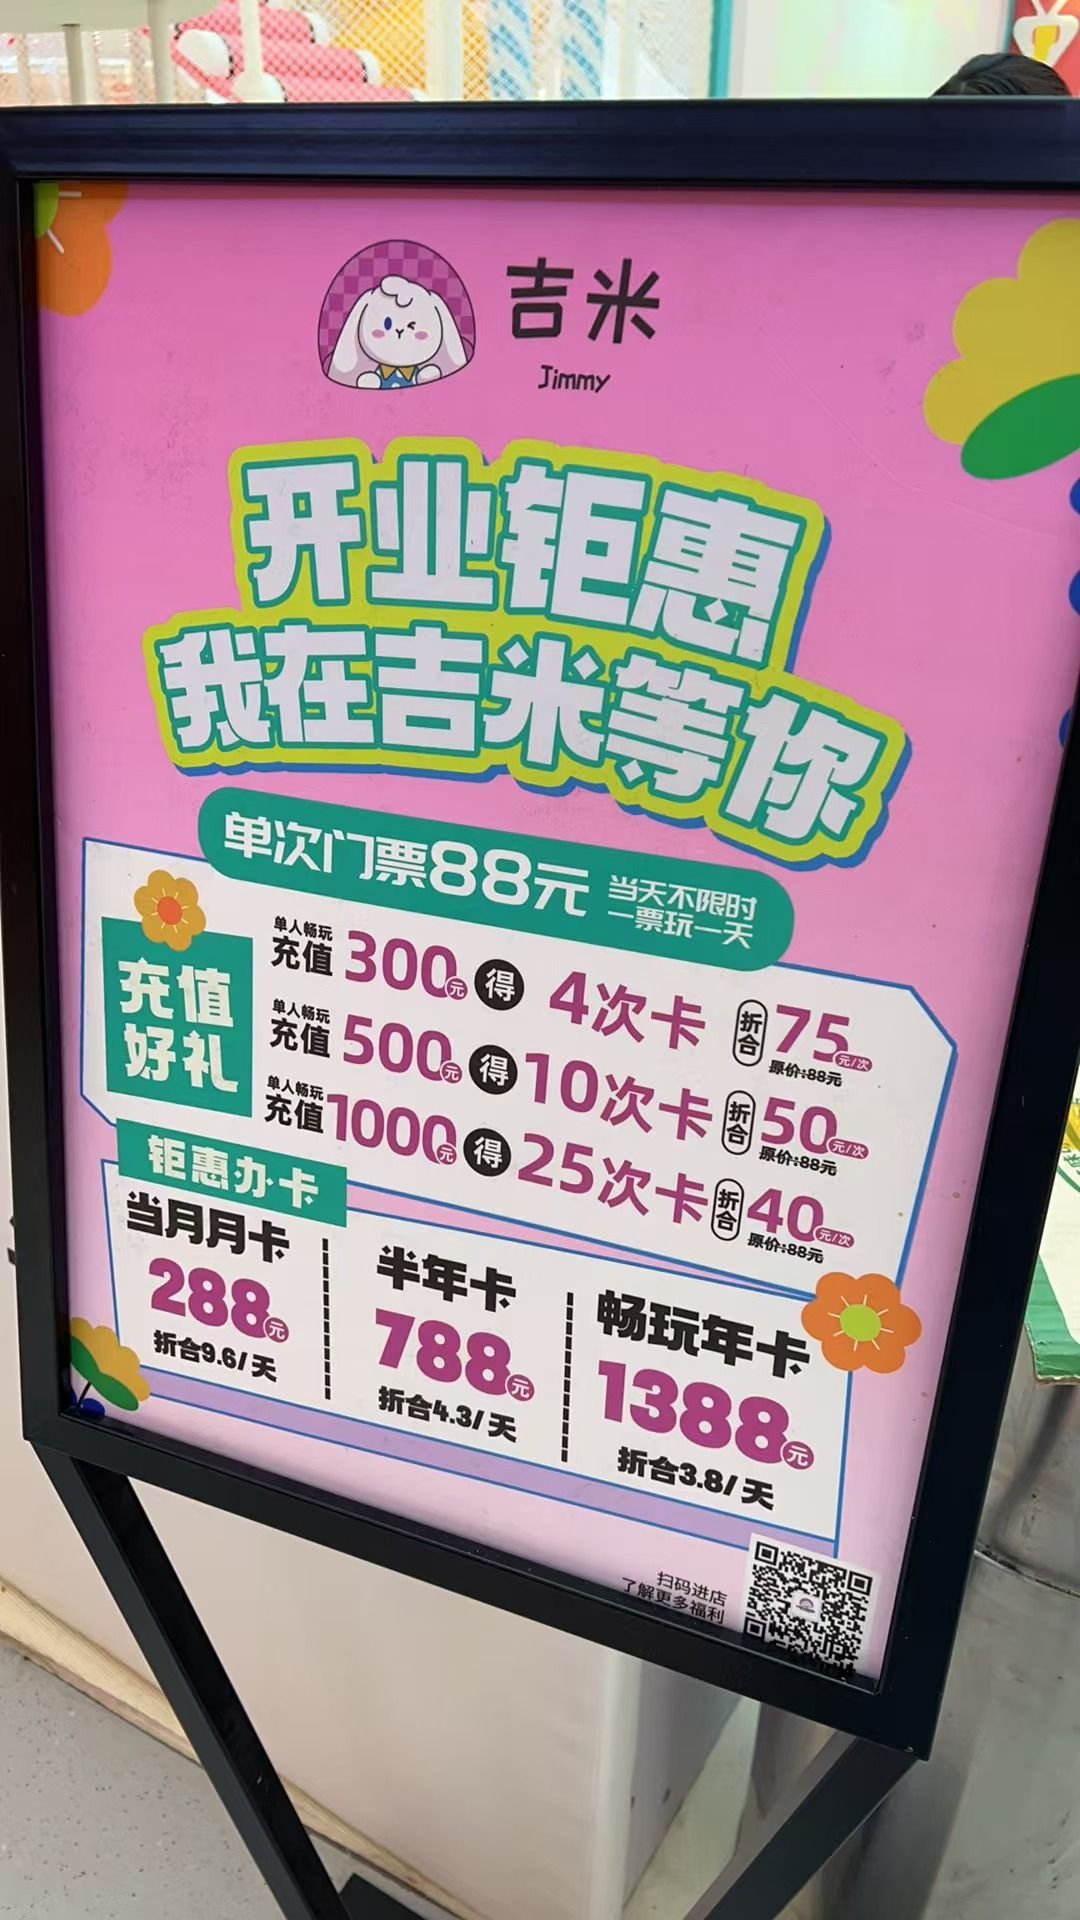 吉米
Jimmy
开业钜惠
我在吉米等你
单次门票88元 当天不限时
一票玩一天
充值
好礼
单人畅玩
充值300元 得 4次卡 折合75元/次
原价:88元
单人畅玩
充值500元 得 10次卡 折合50元/次
原价:88元
单人畅玩
充值1000元 得 25次卡 折合40元/次
原价:88元
钜惠办卡
当月月卡
288元
折合9.6/天
半年卡
788元
折合4.3/天
畅玩年卡
1388元
折合3.8/天
扫码进店
了解更多福利